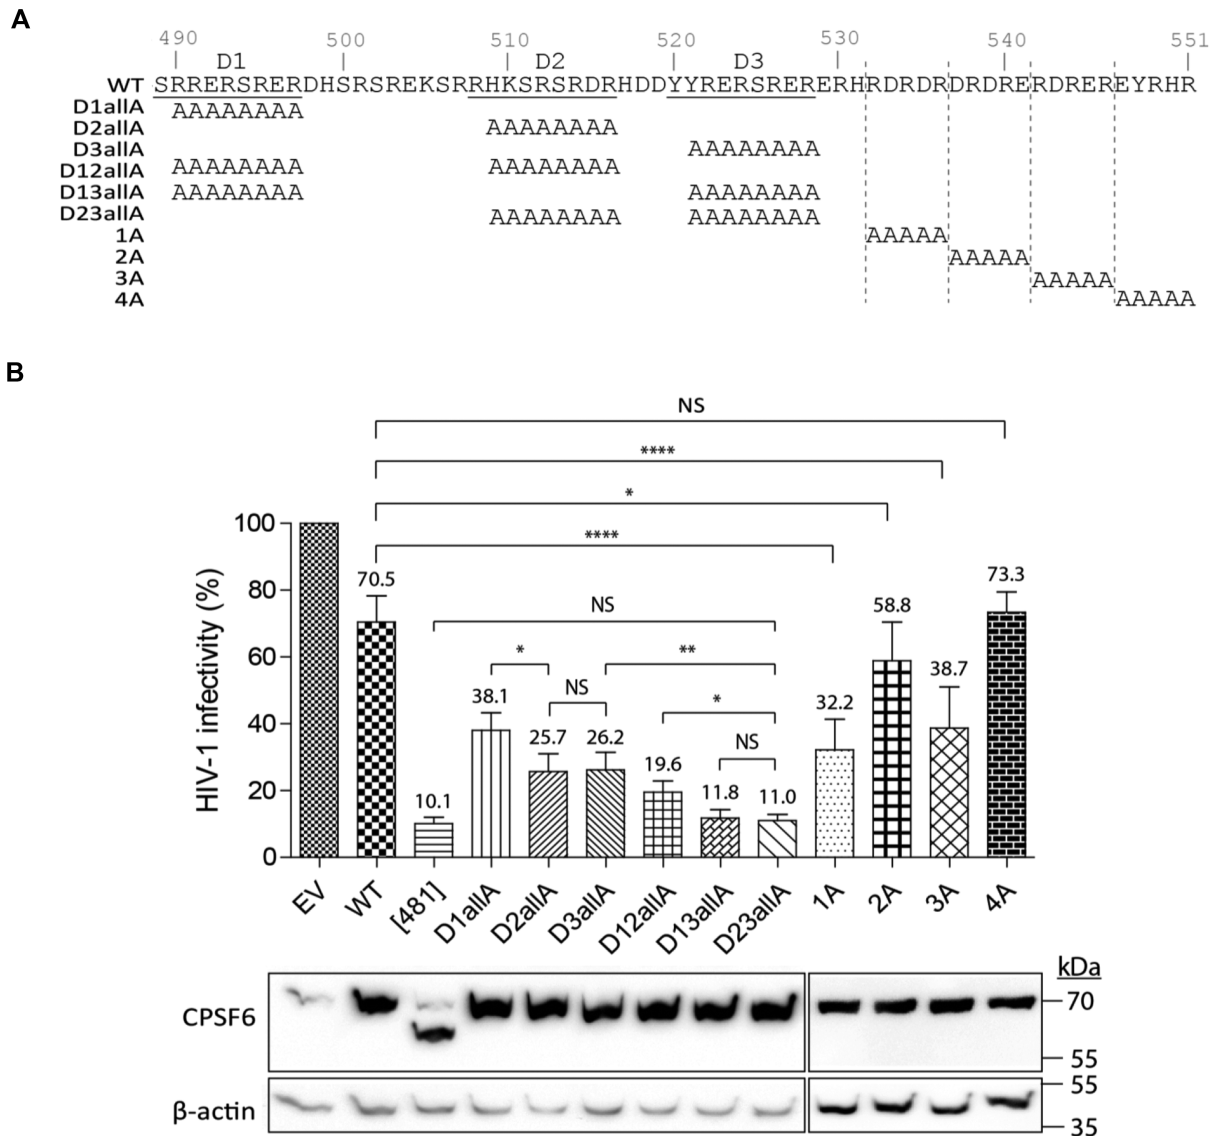 A
490 500 510 520 530 540 551
D1 D2 D3
WT SRRERSRERDHSRSREKSRRHKSRSRDRHDDYYRERSRERERHRDRDRDRDRERDREREYRHR
D1allA AAAAAAAA
D2allA AAAAAAAA
D3allA AAAAAAAA
D12allA AAAAAAAA AAAAAAAA
D13allA AAAAAAAA AAAAAAAA
D23allA AAAAAAAA AAAAAAAA
1A AAAAA
2A AAAAA
3A AAAAA
4A AAAAA
B
NS
****
*
****
NS
* **
NS
*
NS
HIV-1 infectivity (%)
100
80
60
40
20
0
70.5
10.1
38.1
25.7
26.2
19.6
11.8
11.0
32.2
58.8
38.7
73.3
EV WT [481] D1allA D2allA D3allA D12allA D13allA D23allA 1A 2A 3A 4A
kDa
CPSF6
70
55
β-actin
55
35